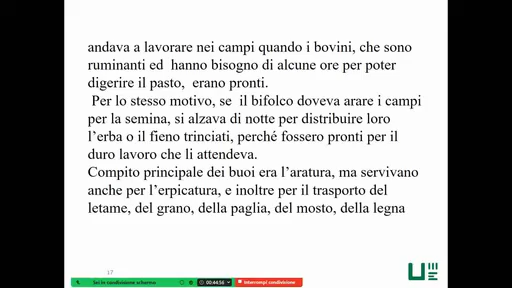 andava a lavorare nei campi quando i bovini, che sono
ruminanti ed hanno bisogno di alcune ore per poter
digerire il pasto, erano pronti.
Per lo stesso motivo, se il bifolco doveva arare i campi
per la semina, si alzava di notte per distribuire loro
l’erba o il fieno trinciati, perché fossero pronti per il
duro lavoro che li attendeva.
Compito principale dei buoi era l’aratura, ma servivano
anche per l’erpicatura, e inoltre per il trasporto del
letame, del grano, della paglia, del mosto, della legna
17
Sei in condivisione schermo
00:44:56
Interrompi condivisione